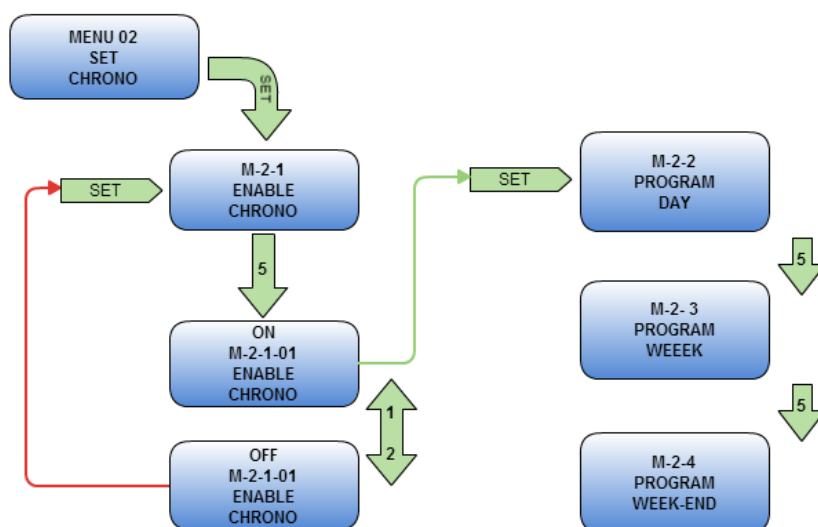 MENU 02
SET
CHRONO
SET
M-2-1
ENABLE
CHRONO
SET
5
ON
M-2-1-01
ENABLE
CHRONO
1
2
OFF
M-2-1-01
ENABLE
CHRONO
SET
M-2-2
PROGRAM
DAY
5
M-2- 3
PROGRAM
WEEEK
5
M-2-4
PROGRAM
WEEK-END